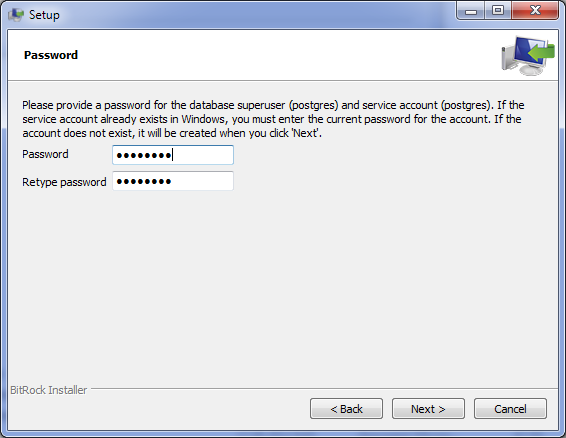 Setup
Password
Please provide a password for the database superuser (postgres) and service account (postgres). If the
service account already exists in Windows, you must enter the current password for the account. If the
account does not exist, it will be created when you click 'Next'.
Password ••••••••
Retype password ••••••••
BitRock Installer
< Back Next > Cancel